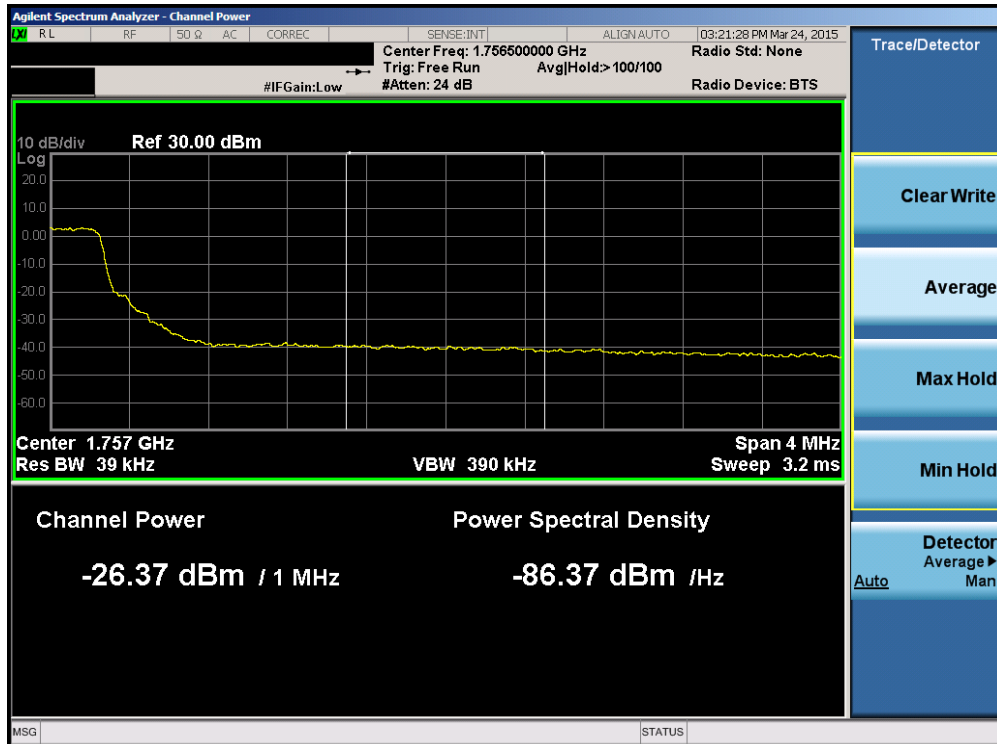 Agilent Spectrum Analyzer - Channel Power
LXI RL RF 50 Ω AC CORREC SENSE:INT ALIGN AUTO 03:21:28 PM Mar 24, 2015
Center Freq: 1.756500000 GHz Radio Std: None
Trig: Free Run Avg|Hold:> 100/100
#IFGain:Low #Atten: 24 dB Radio Device: BTS
10 dB/div Ref 30.00 dBm
Log
20.0
10.0
0.00
-10.0
-20.0
-30.0
-40.0
-50.0
-60.0
Center 1.757 GHz Span 4 MHz
Res BW 39 kHz VBW 390 kHz Sweep 3.2 ms
Channel Power Power Spectral Density
-26.37 dBm / 1 MHz -86.37 dBm /Hz
Trace/Detector
Clear Write
Average
Max Hold
Min Hold
Detector
Average
Auto Man
MSG STATUS